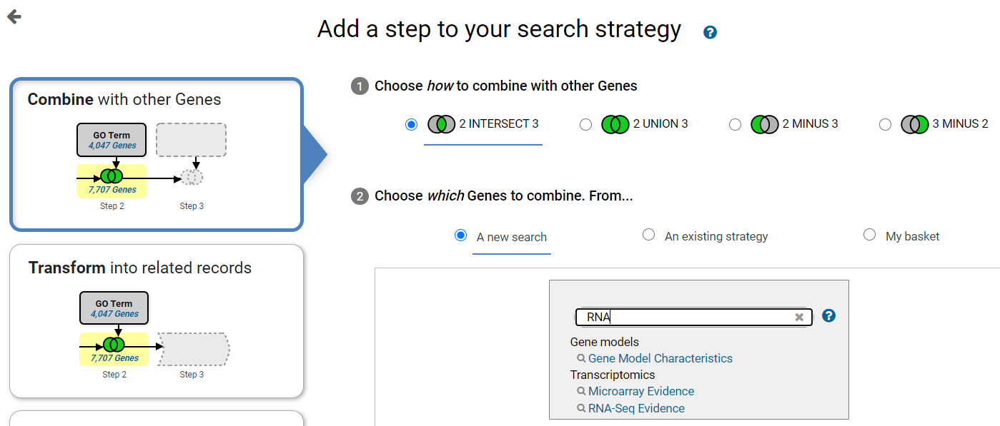 Add a step to your search strategy ?
Combine with other Genes
GO Term
4,047 Genes
7,707 Genes
Step 2 Step 3
Transform into related records
GO Term
4,047 Genes
7,707 Genes
Step 2 Step 3
1 Choose how to combine with other Genes
2 INTERSECT 3 2 UNION 3 2 MINUS 3 3 MINUS 2
2 Choose which Genes to combine. From...
A new search An existing strategy My basket
RNA ?
Gene models
Gene Model Characteristics
Transcriptomics
Microarray Evidence
RNA-Seq Evidence